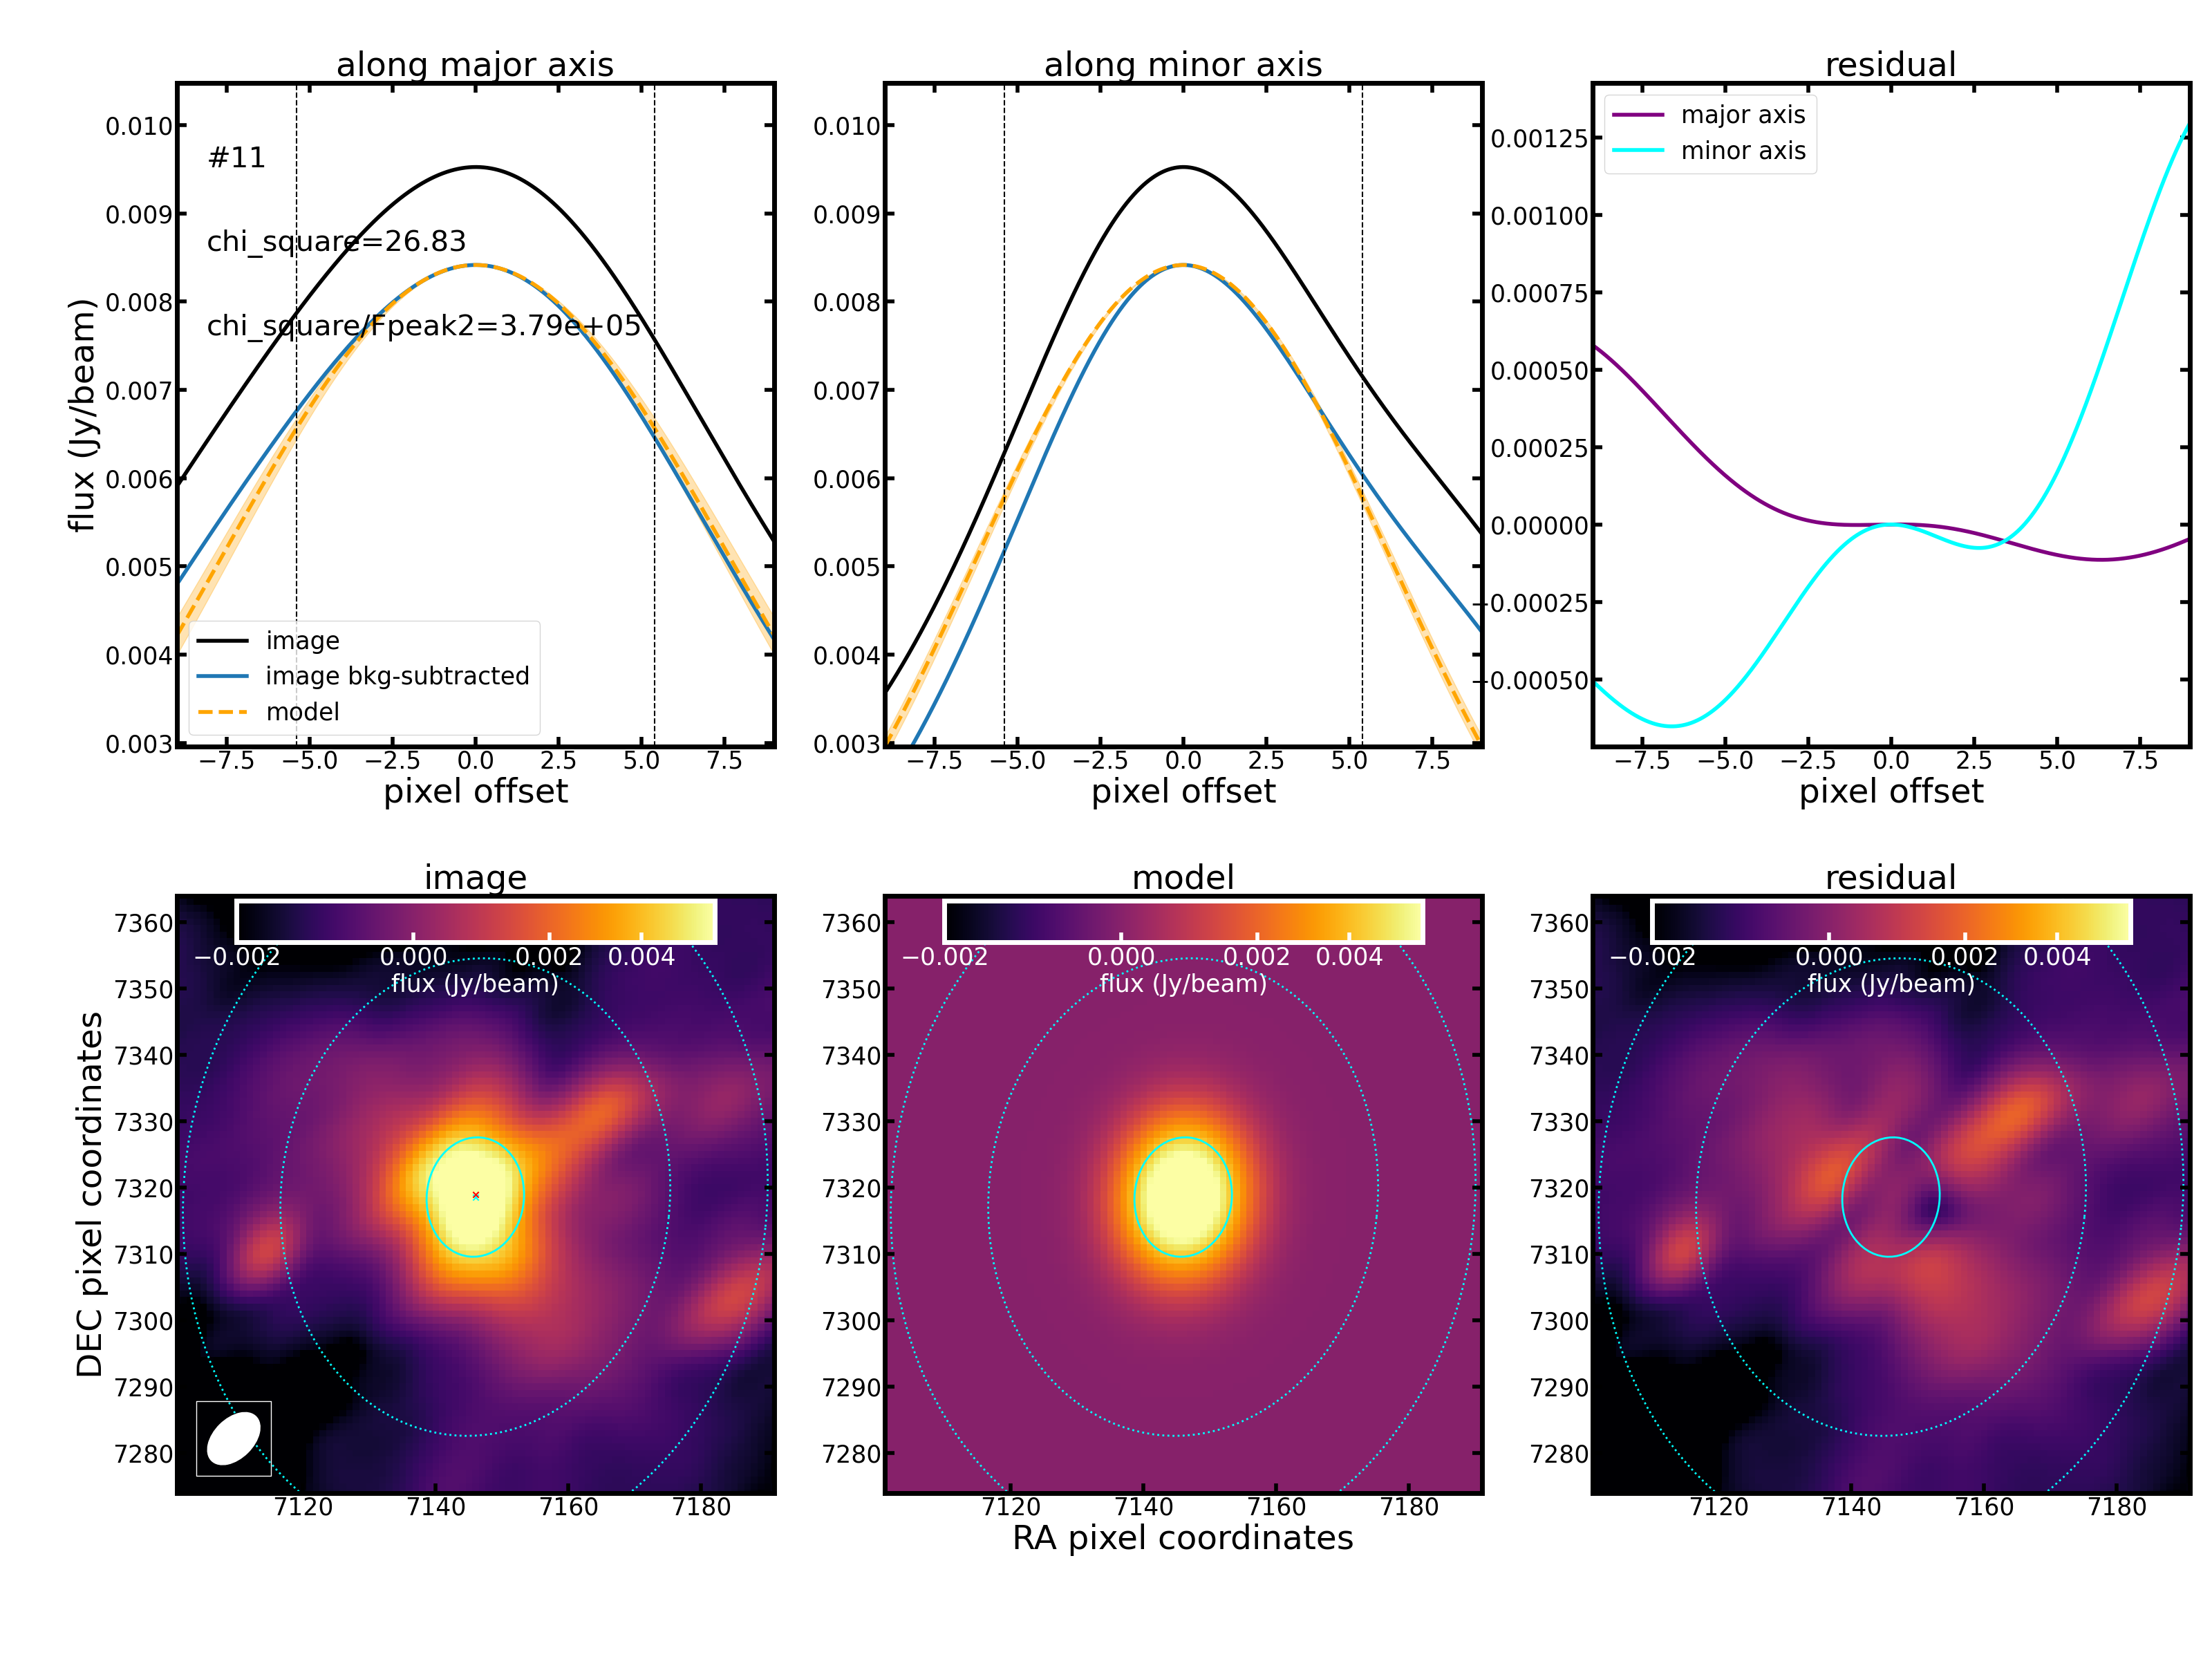 along major axis
along minor axis
residual
#11
chi_square=26.83
chi_square/Fpeak2=3.79e+05
flux (Jy/beam)
0.010
0.009
0.008
0.007
0.006
0.005
0.004
0.003
image
image bkg-subtracted
model
−7.5 −5.0 −2.5 0.0 2.5 5.0 7.5
pixel offset
0.010
0.009
0.008
0.007
0.006
0.005
0.004
0.003
−7.5 −5.0 −2.5 0.0 2.5 5.0 7.5
pixel offset
major axis
minor axis
0.00125
0.00100
0.00075
0.00050
0.00025
0.00000
−0.00025
−0.00050
−7.5 −5.0 −2.5 0.0 2.5 5.0 7.5
pixel offset
image
model
residual
−0.002 0.000 0.002 0.004
flux (Jy/beam)
DEC pixel coordinates
7360
7350
7340
7330
7320
7310
7300
7290
7280
7120 7140 7160 7180
−0.002 0.000 0.002 0.004
flux (Jy/beam)
7360
7350
7340
7330
7320
7310
7300
7290
7280
7120 7140 7160 7180
RA pixel coordinates
−0.002 0.000 0.002 0.004
flux (Jy/beam)
7360
7350
7340
7330
7320
7310
7300
7290
7280
7120 7140 7160 7180